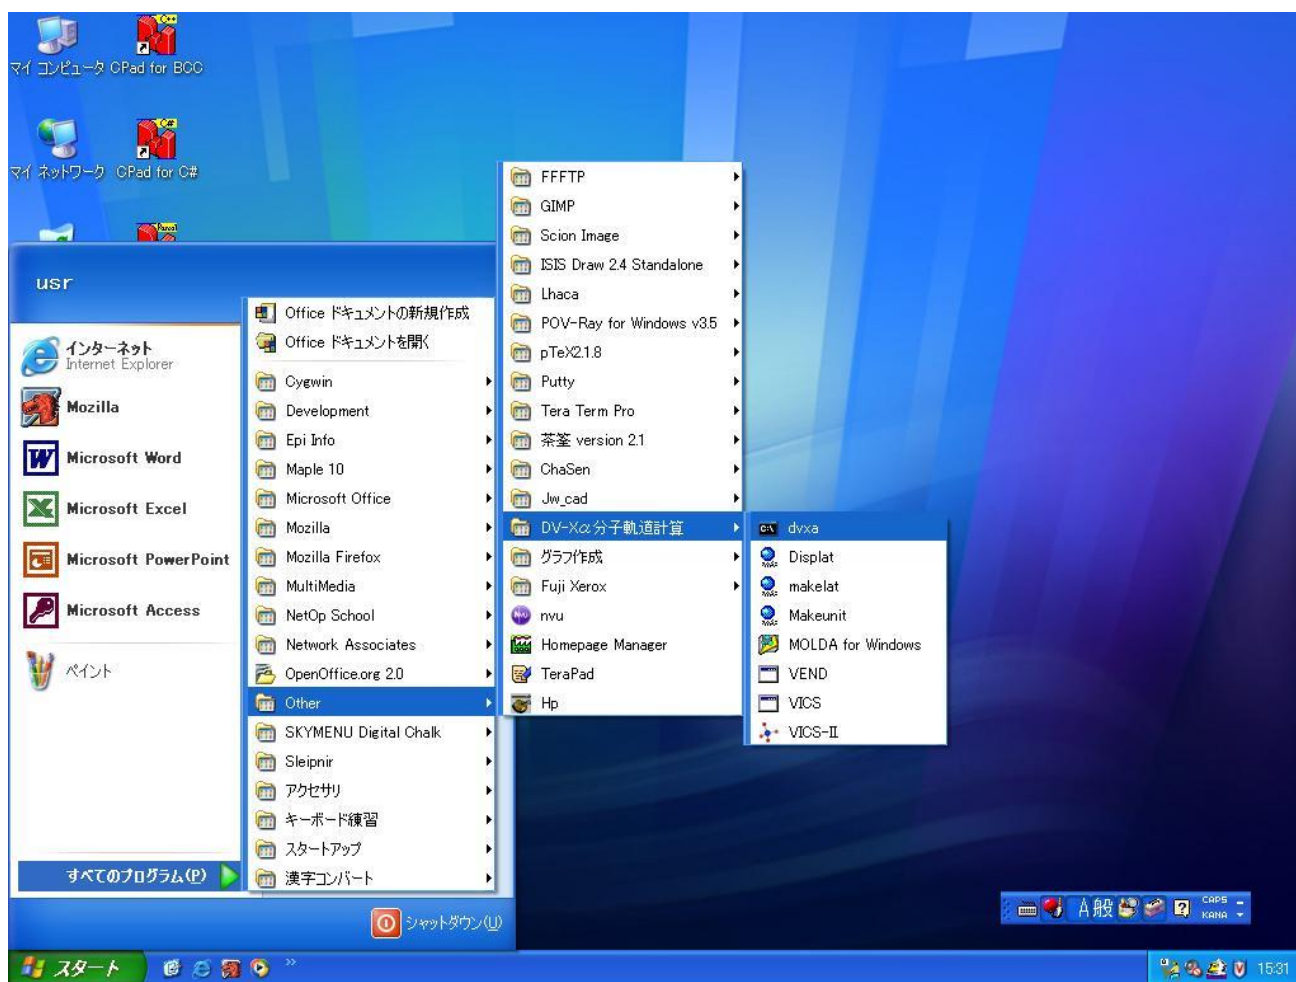 マイ コンピュータ
CPad for BCC
マイ ネットワーク
CPad for C#
usr
インターネット
Internet Explorer
Mozilla
Microsoft Word
Microsoft Excel
Microsoft PowerPoint
Microsoft Access
ペイント
すべてのプログラム(P)
シャットダウン(U)
Office ドキュメントの新規作成
Office ドキュメントを開く
Cygwin
Development
Epi Info
Maple 10
Microsoft Office
Mozilla
Mozilla Firefox
MultiMedia
NetOp School
Network Associates
OpenOffice.org 2.0
Other
SKYMENU Digital Chalk
Sleipnir
アクセサリ
キーボード練習
スタートアップ
漢字コンバート
FFFTP
GIMP
Scion Image
ISIS Draw 2.4 Standalone
Lhaca
POV-Ray for Windows v3.5
pTeX2.1.8
Putty
Tera Term Pro
茶筌 version 2.1
ChaSen
Jw_cad
DV-Xα分子軌道計算
グラフ作成
Fuji Xerox
nvu
Homepage Manager
TeraPad
Hp
dvxa
Displat
makelat
Makeunit
MOLDA for Windows
VEND
VICS
VICS-II
A般
CAPS
KANA
スタート
15:31